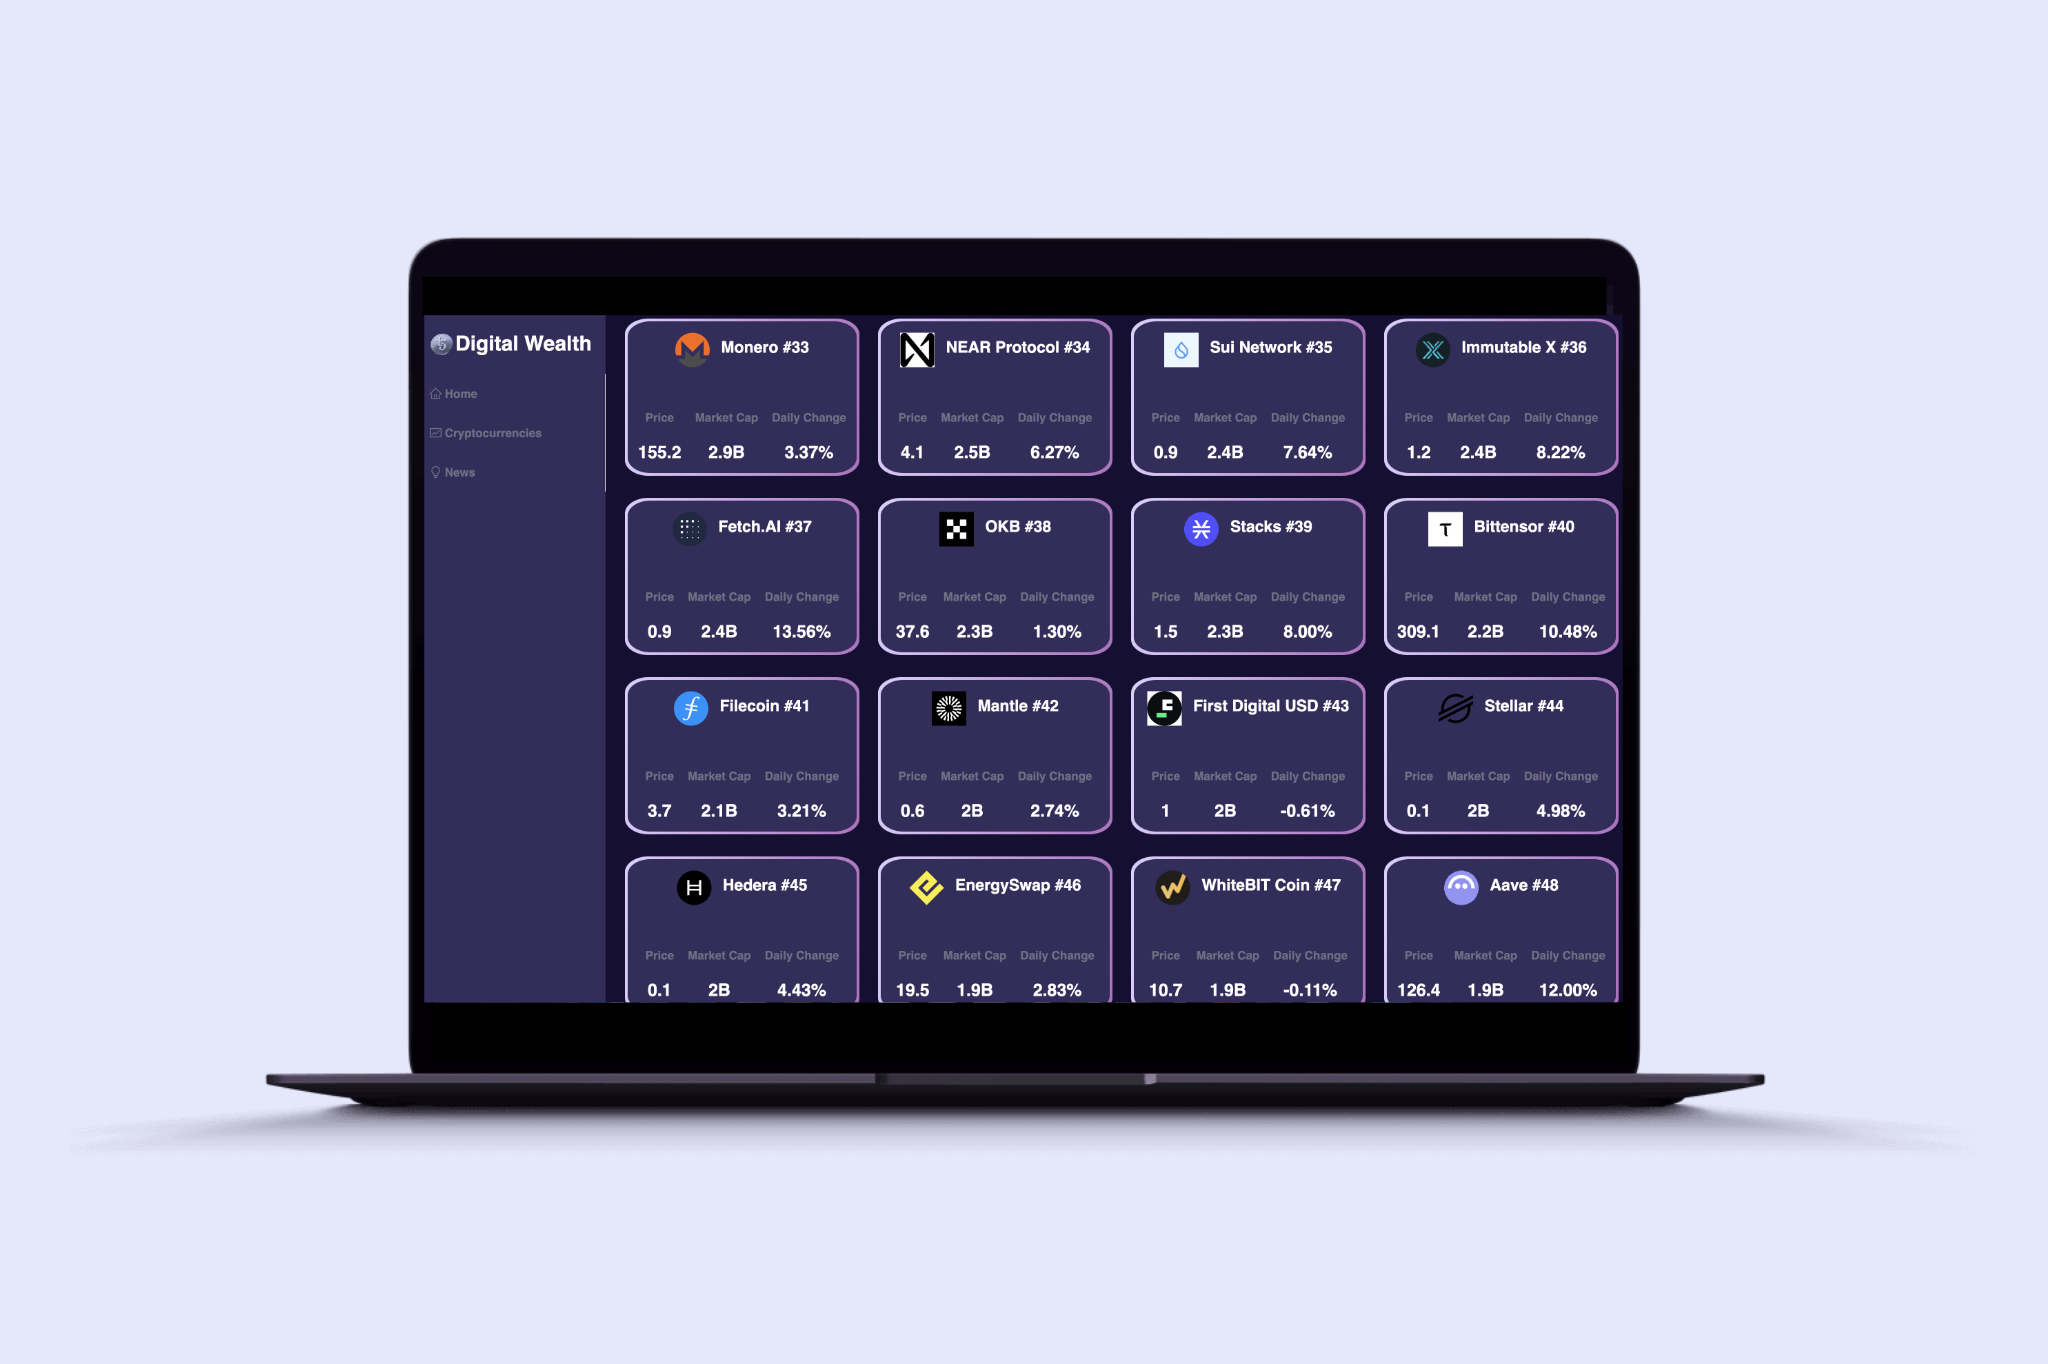 Digital Wealth
Home
Cryptocurrencies
News
Monero #33
Price Market Cap Daily Change
155.2 2.9B 3.37%
NEAR Protocol #34
Price Market Cap Daily Change
4.1 2.5B 6.27%
Sui Network #35
Price Market Cap Daily Change
0.9 2.4B 7.64%
Immutable X #36
Price Market Cap Daily Change
1.2 2.4B 8.22%
Fetch.AI #37
Price Market Cap Daily Change
0.9 2.4B 13.56%
OKB #38
Price Market Cap Daily Change
37.6 2.3B 1.30%
Stacks #39
Price Market Cap Daily Change
1.5 2.3B 8.00%
Bittensor #40
Price Market Cap Daily Change
309.1 2.2B 10.48%
Filecoin #41
Price Market Cap Daily Change
3.7 2.1B 3.21%
Mantle #42
Price Market Cap Daily Change
0.6 2B 2.74%
First Digital USD #43
Price Market Cap Daily Change
1 2B -0.61%
Stellar #44
Price Market Cap Daily Change
0.1 2B 4.98%
Hedera #45
Price Market Cap Daily Change
0.1 2B 4.43%
EnergySwap #46
Price Market Cap Daily Change
19.5 1.9B 2.83%
WhiteBIT Coin #47
Price Market Cap Daily Change
10.7 1.9B -0.11%
Aave #48
Price Market Cap Daily Change
126.4 1.9B 12.00%